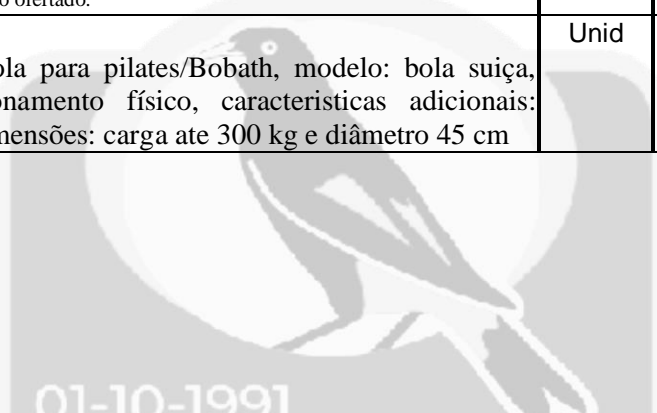 o ofertado.
Unid
ola para pilates/Bobath, modelo: bola suiça,
onamento físico, caracteristicas adicionais:
mensões: carga ate 300 kg e diâmetro 45 cm
01-10-1991